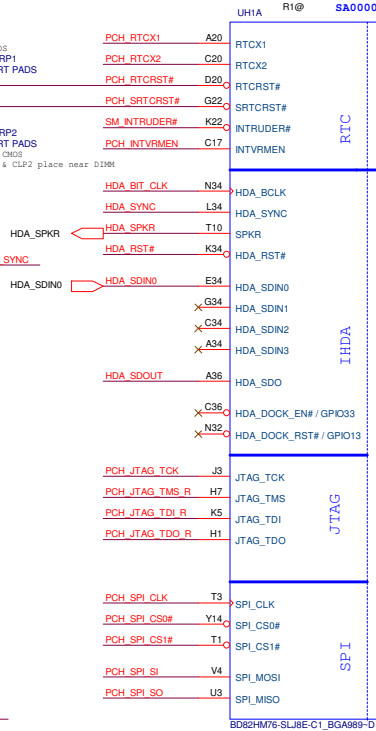 UH1A R1@ SA0000
PCH_RTCX1 A20 RTCX1
PCH_RTCX2 C20 RTCX2
RP1
RT PADS
PCH_RTCRST# D20 RTCRST#
PCH_SRTCRST# G22 SRTCRST#
SM_INTRUDER# K22 INTRUDER#
RP2
RT PADS
PCH_INTVRMEN C17 INTVRMEN
CMOS
& CLP2 place near DIMM
RTC
HDA_BIT_CLK N34 HDA_BCLK
HDA_SYNC L34 HDA_SYNC
HDA_SPKR HDA_SPKR T10 SPKR
HDA_RST# K34 HDA_RST#
SYNC
HDA_SDIN0 HDA_SDIN0 E34 HDA_SDIN0
G34 HDA_SDIN1
C34 HDA_SDIN2
A34 HDA_SDIN3
IHDA
HDA_SDOUT A36 HDA_SDO
C36 HDA_DOCK_EN# / GPIO33
N32 HDA_DOCK_RST# / GPIO13
PCH_JTAG_TCK J3 JTAG_TCK
PCH_JTAG_TMS_R H7 JTAG_TMS
PCH_JTAG_TDI_R K5 JTAG_TDI
PCH_JTAG_TDO_R H1 JTAG_TDO
JTAG
PCH_SPI_CLK T3 SPI_CLK
PCH_SPI_CS0# Y14 SPI_CS0#
PCH_SPI_CS1# T1 SPI_CS1#
PCH_SPI_SI V4 SPI_MOSI
PCH_SPI_SO U3 SPI_MISO
SPI
BD82HM76-SLJ8E-C1_BGA989~D